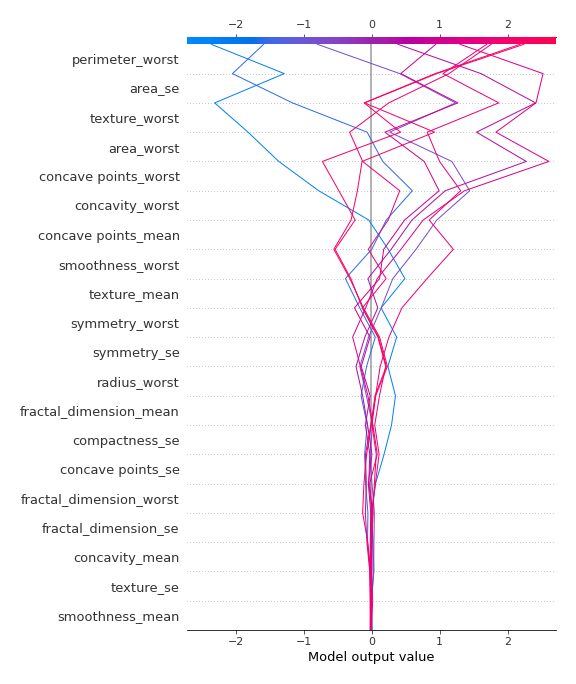 −2 −1 0 1 2
perimeter_worst
area_se
texture_worst
area_worst
concave points_worst
concavity_worst
concave points_mean
smoothness_worst
texture_mean
symmetry_worst
symmetry_se
radius_worst
fractal_dimension_mean
compactness_se
concave points_se
fractal_dimension_worst
fractal_dimension_se
concavity_mean
texture_se
smoothness_mean
−2 −1 0 1 2
Model output value